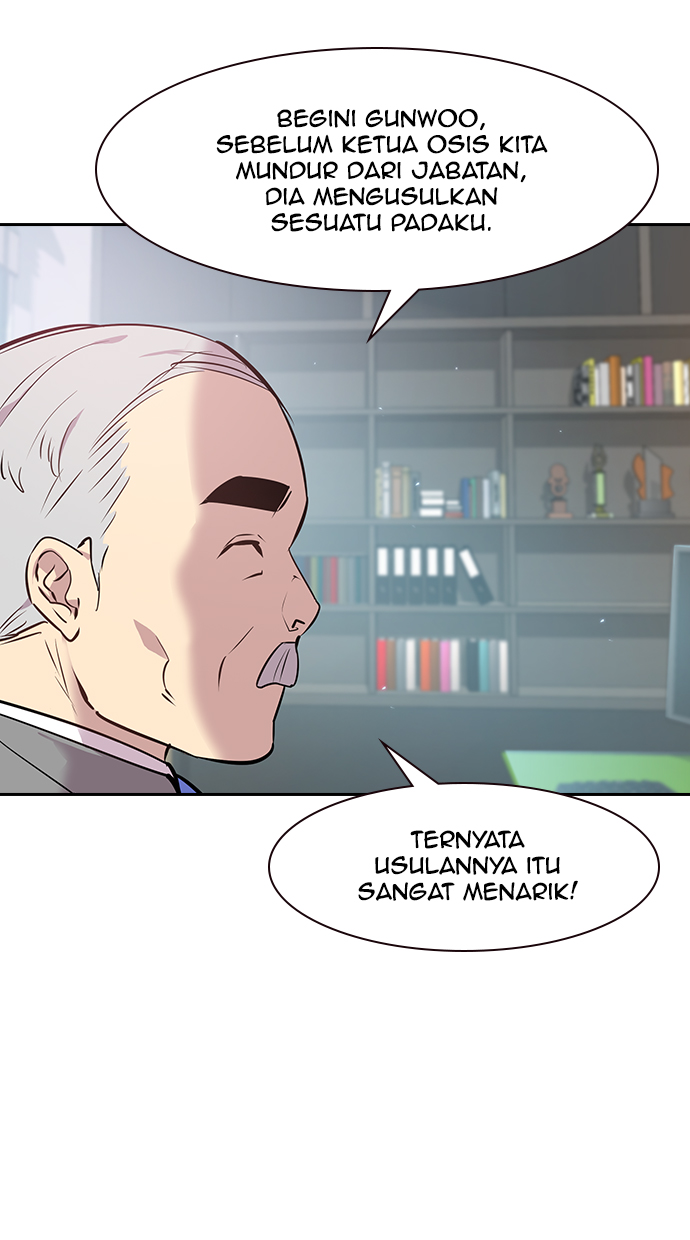 BEGINI GUNWOO,
SEBELUM KETUA OSIS KITA
MUNDUR DARI JABATAN,
DIA MENGUSULKAN
SESUATU PADAKU.
TERNYATA
USULANNYA ITU
SANGAT MENARIK!